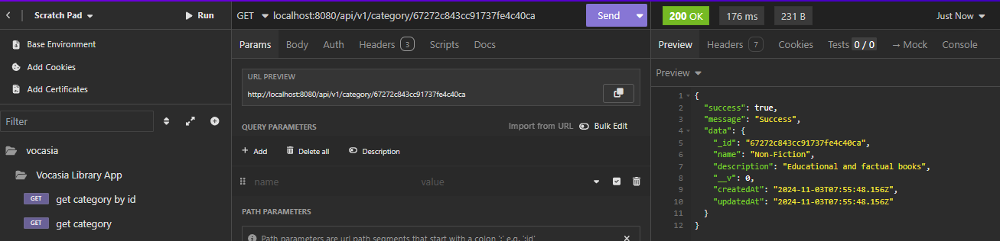 Scratch Pad
Run
Base Environment
Add Cookies
Add Certificates
Filter
vocasia
Vocasia Library App
GET get category by id
GET get category
GET localhost:8080/api/v1/category/67272c843cc91737fe4c40ca
Send
Params Body Auth Headers 3 Scripts Docs
URL PREVIEW
http://localhost:8080/api/v1/category/67272c843cc91737fe4c40ca
QUERY PARAMETERS Import from URL Bulk Edit
+ Add Delete all Description
name value
PATH PARAMETERS
Path parameters are url path segments that start with a colon ':' e.g. ':id'
200 OK 176 ms 231 B Just Now
Preview Headers 7 Cookies Tests 0 / 0 → Mock Console
Preview
1 {
2 "success": true,
3 "message": "Success",
4 "data": {
5 "_id": "67272c843cc91737fe4c40ca",
6 "name": "Non-Fiction",
7 "description": "Educational and factual books",
8 "__v": 0,
9 "createdAt": "2024-11-03T07:55:48.156Z",
10 "updatedAt": "2024-11-03T07:55:48.156Z"
11 }
12 }